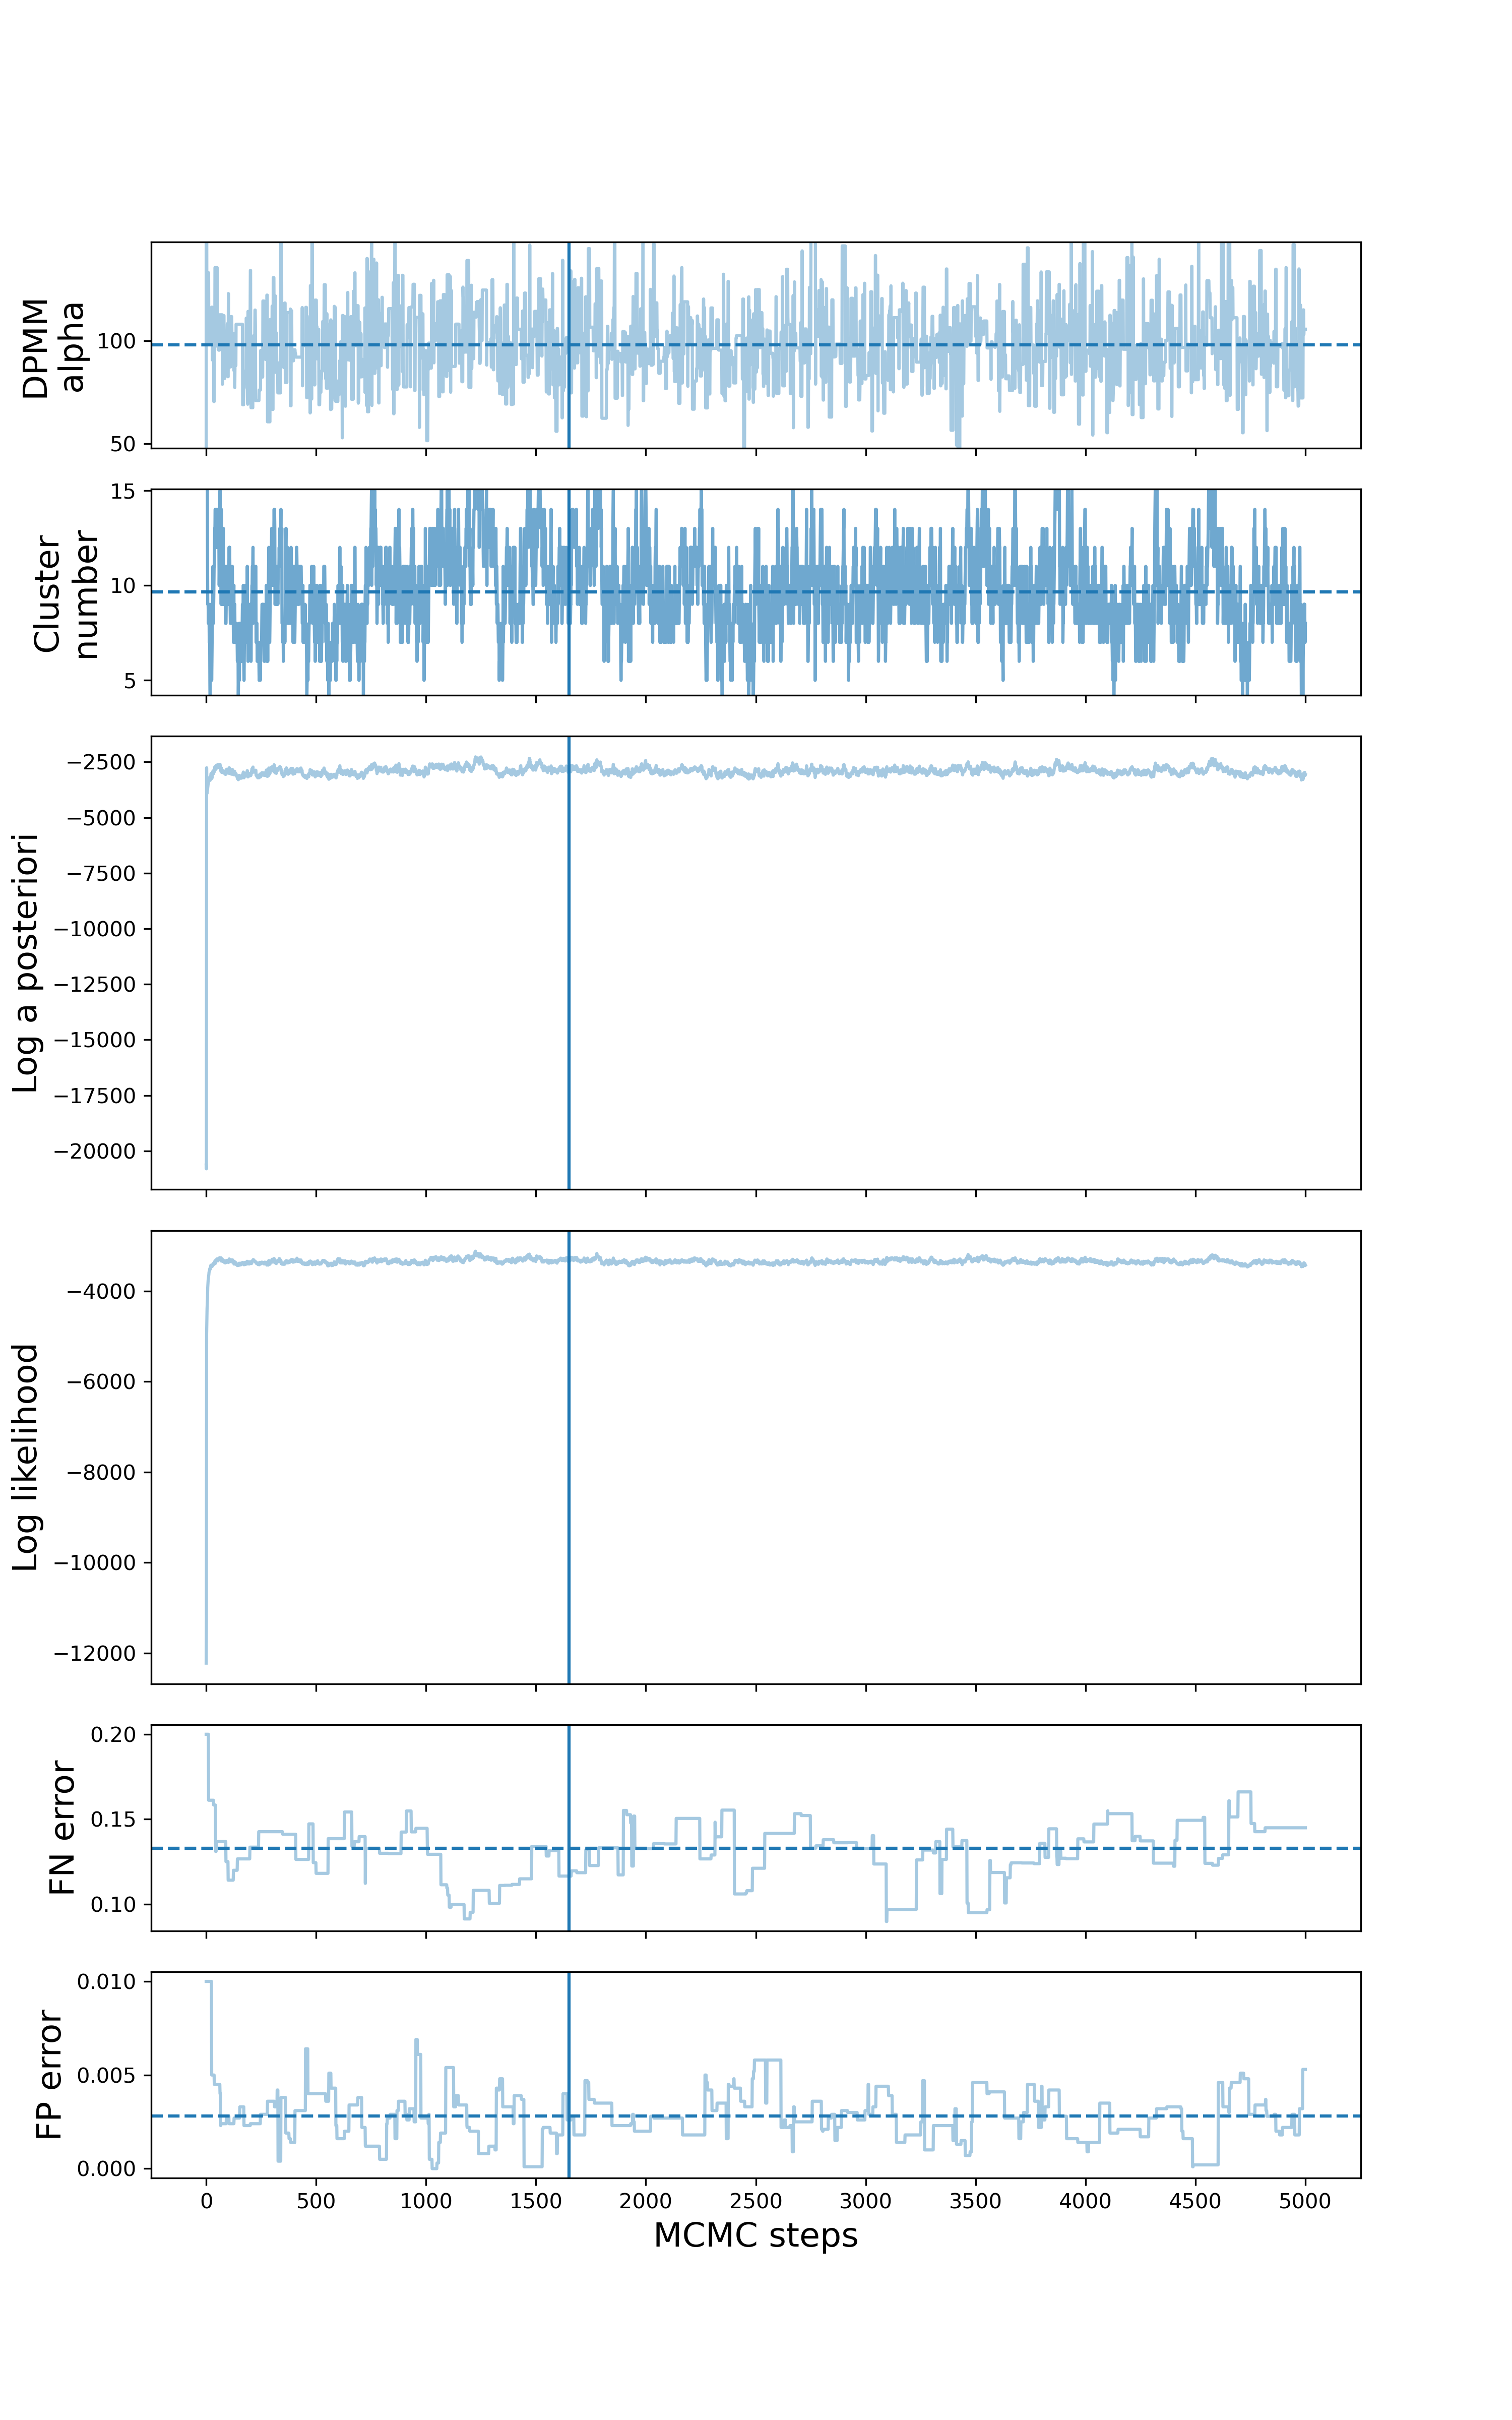 DPMM
alpha
100
50
Cluster
number
15
10
5
Log a posteriori
−2500
−5000
−7500
−10000
−12500
−15000
−17500
−20000
Log likelihood
−4000
−6000
−8000
−10000
−12000
FN error
0.20
0.15
0.10
FP error
0.010
0.005
0.000
0 500 1000 1500 2000 2500 3000 3500 4000 4500 5000
MCMC steps